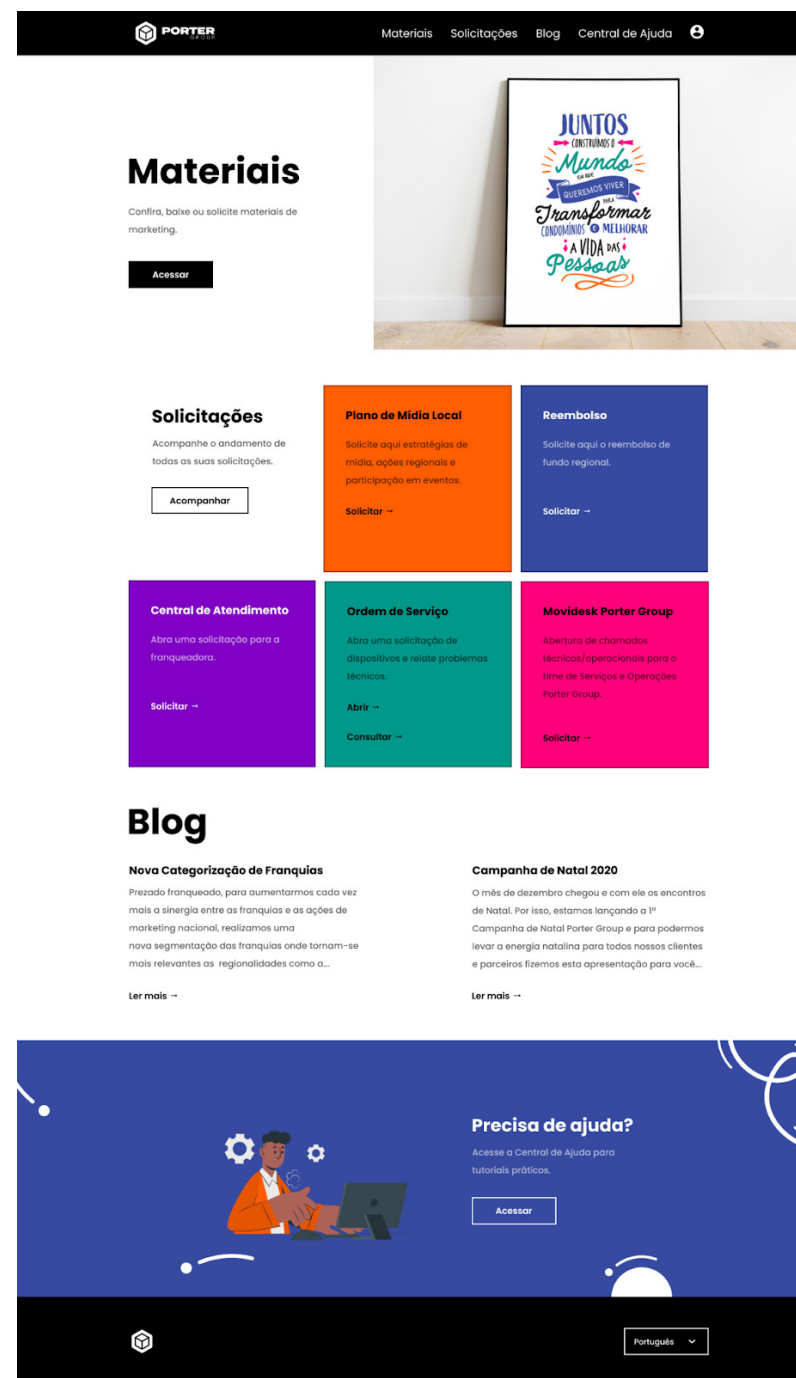 PORTER
GROUP
Materiais
Solicitações
Blog
Central de Ajuda
Materiais
Confira, baixe ou solicite materiais de
marketing.
Acessar
JUNTOS
CONSTRUÍMOS O
Mundo
EM QUE
QUEREMOS VIVER
PARA
Transformar
CONDOMÍNIOS E MELHORAR
A VIDA DAS
Pessoas
Solicitações
Acompanhe o andamento de
todas as suas solicitações.
Acompanhar
Plano de Mídia Local
Solicite aqui estratégias de
mídia, ações regionais e
participação em eventos.
Solicitar →
Reembolso
Solicite aqui o reembolso de
fundo regional.
Solicitar →
Central de Atendimento
Abra uma solicitação para a
franqueadora.
Solicitar →
Ordem de Serviço
Abra uma solicitação de
dispositivos e relate problemas
técnicos.
Abrir →
Consultar →
Movidesk Porter Group
Abertura de chamados
técnicos/operacionais para o
time de Serviços e Operações
Porter Group.
Solicitar →
Blog
Nova Categorização de Franquias
Prezado franqueado, para aumentarmos cada vez
mais a sinergia entre as franquias e as ações de
marketing nacional, realizamos uma
nova segmentação das franquias onde tornam-se
mais relevantes as regionalidades como a...
Ler mais →
Campanha de Natal 2020
O mês de dezembro chegou e com ele os encontros
de Natal. Por isso, estamos lançando a 1º
Campanha de Natal Porter Group e para podermos
levar a energia natalina para todos nossos clientes
e parceiros fizemos esta apresentação para você...
Ler mais →
Precisa de ajuda?
Acesse a Central de Ajuda para
tutoriais práticos.
Acessar
Português